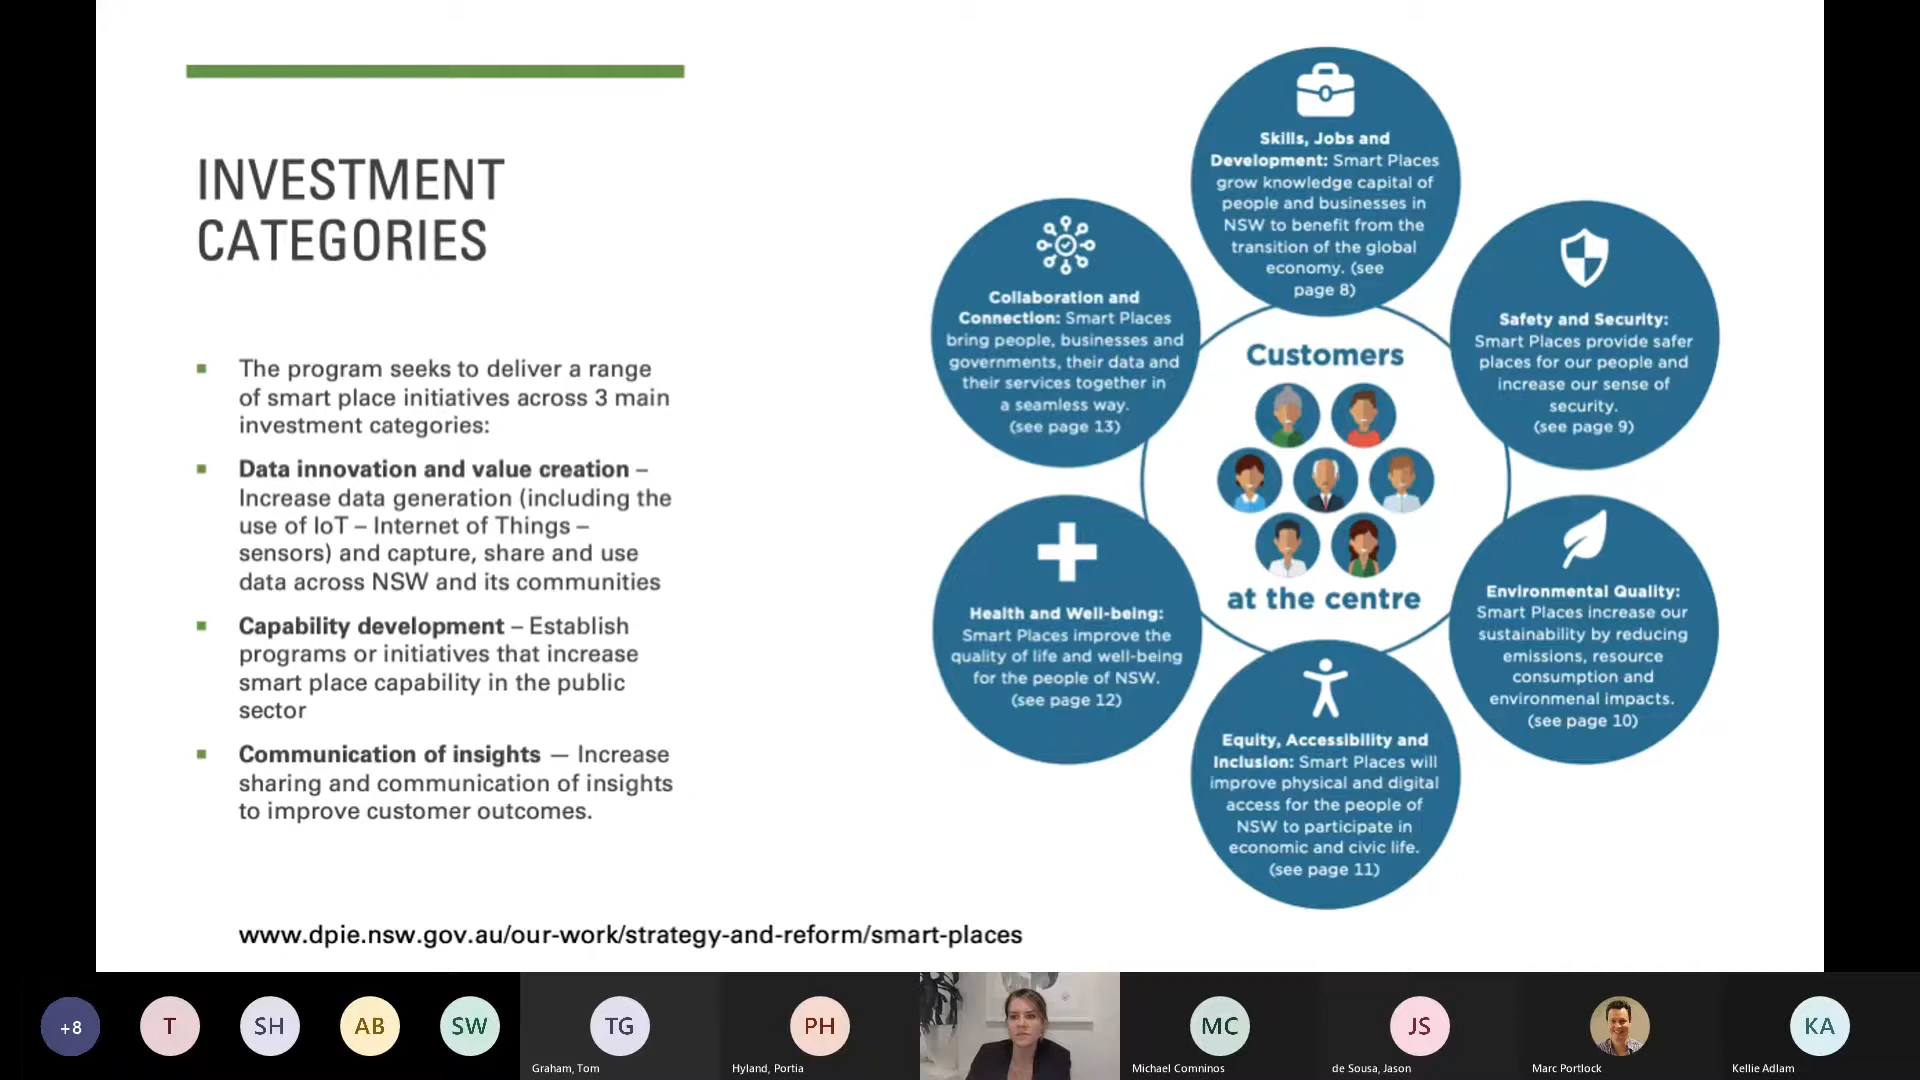 INVESTMENT
CATEGORIES
The program seeks to deliver a range
of smart place initiatives across 3 main
investment categories:
Data innovation and value creation –
Increase data generation (including the
use of IoT – Internet of Things –
sensors) and capture, share and use
data across NSW and its communities
Capability development – Establish
programs or initiatives that increase
smart place capability in the public
sector
Communication of insights — Increase
sharing and communication of insights
to improve customer outcomes.
www.dpie.nsw.gov.au/our-work/strategy-and-reform/smart-places
Skills, Jobs and
Development: Smart Places
grow knowledge capital of
people and businesses in
NSW to benefit from the
transition of the global
economy. (see
page 8)
Collaboration and
Connection: Smart Places
bring people, businesses and
governments, their data and
their services together in
a seamless way.
(see page 13)
Safety and Security:
Smart Places provide safer
places for our people and
increase our sense of
security.
(see page 9)
Customers
at the centre
Health and Well-being:
Smart Places improve the
quality of life and well-being
for the people of NSW.
(see page 12)
Environmental Quality:
Smart Places increase our
sustainability by reducing
emissions, resource
consumption and
environmenal impacts.
(see page 10)
Equity, Accessibility and
Inclusion: Smart Places will
improve physical and digital
access for the people of
NSW to participate in
economic and civic life.
(see page 11)
+8
T
SH
AB
SW
TG
Graham, Tom
PH
Hyland, Portia
MC
Michael Comninos
JS
de Sousa, Jason
Marc Portlock
KA
Kellie Adlam